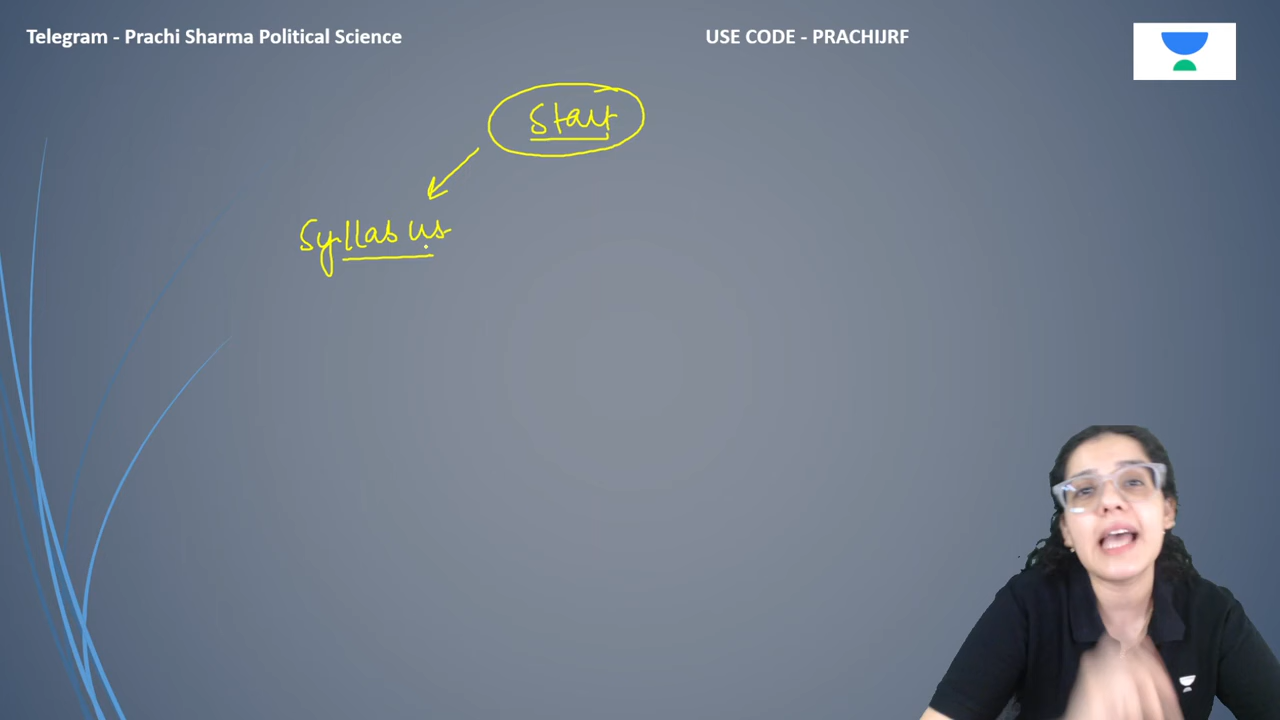 Telegram - Prachi Sharma Political Science
USE CODE - PRACHIJRF
Start
Syllabus